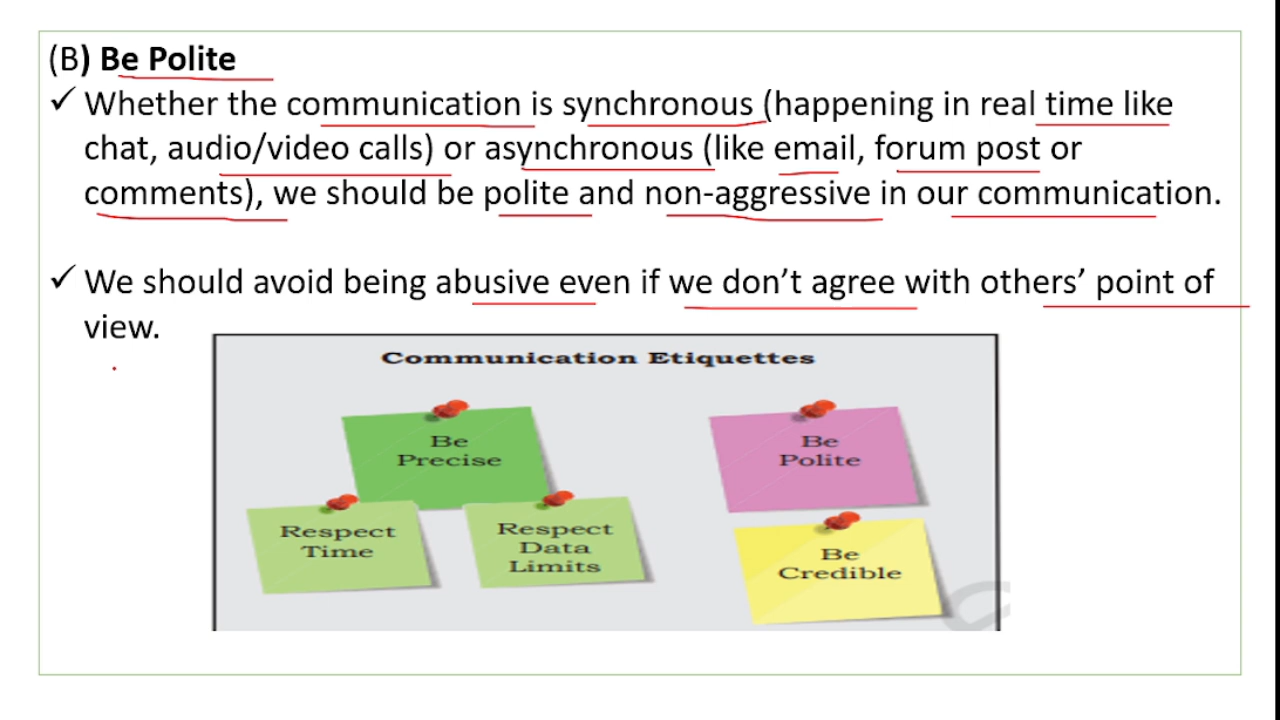 (B) Be Polite
✓ Whether the communication is synchronous (happening in real time like
chat, audio/video calls) or asynchronous (like email, forum post or
comments), we should be polite and non-aggressive in our communication.
✓ We should avoid being abusive even if we don’t agree with others’ point of
view.
Communication Etiquettes
Be
Precise
Respect
Time
Respect
Data
Limits
Be
Polite
Be
Credible